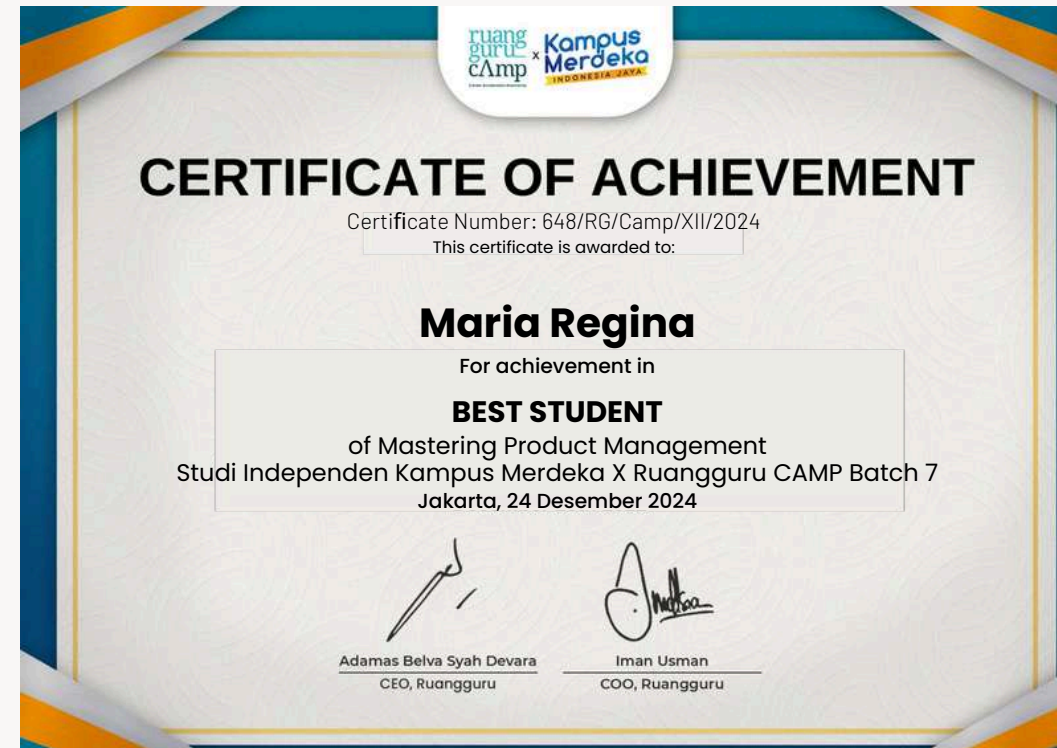 ruang
guru
cAmp
x
Kampus
Merdeka
INDONESIA JAYA
CERTIFICATE OF ACHIEVEMENT
Certificate Number: 648/RG/Camp/XII/2024
This certificate is awarded to:
Maria Regina
For achievement in
BEST STUDENT
of Mastering Product Management
Studi Independen Kampus Merdeka X Ruangguru CAMP Batch 7
Jakarta, 24 Desember 2024
Adamas Belva Syah Devara
CEO, Ruangguru
Iman Usman
COO, Ruangguru